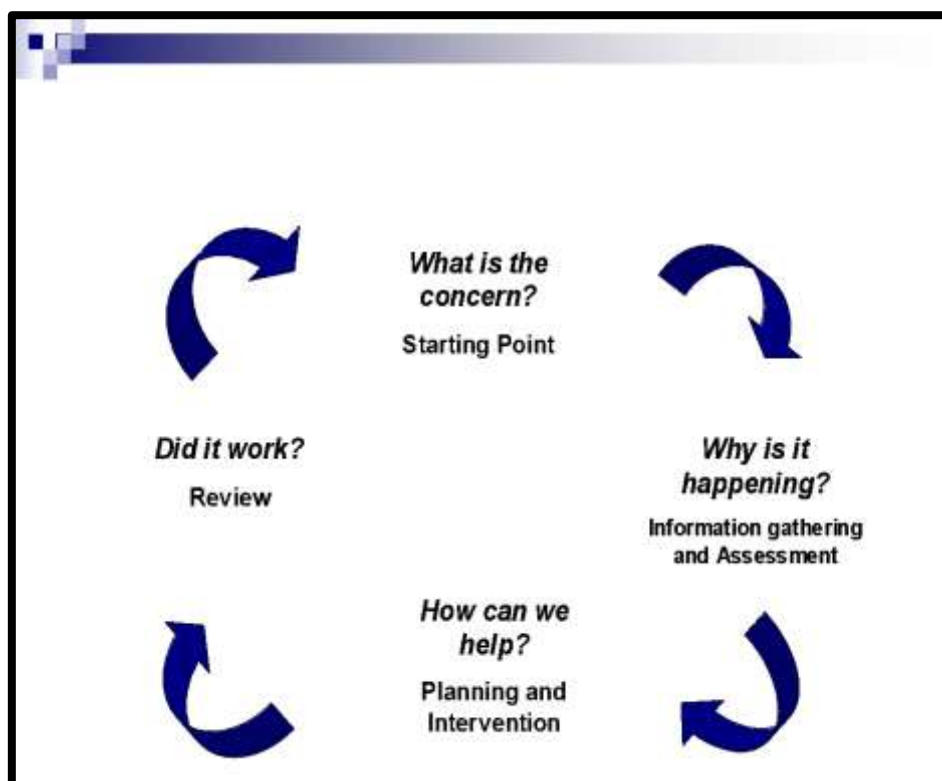 What is the
concern?
Starting Point
Why is it
happening?
Information gathering
and Assessment
How can we
help?
Planning and
Intervention
Did it work?
Review